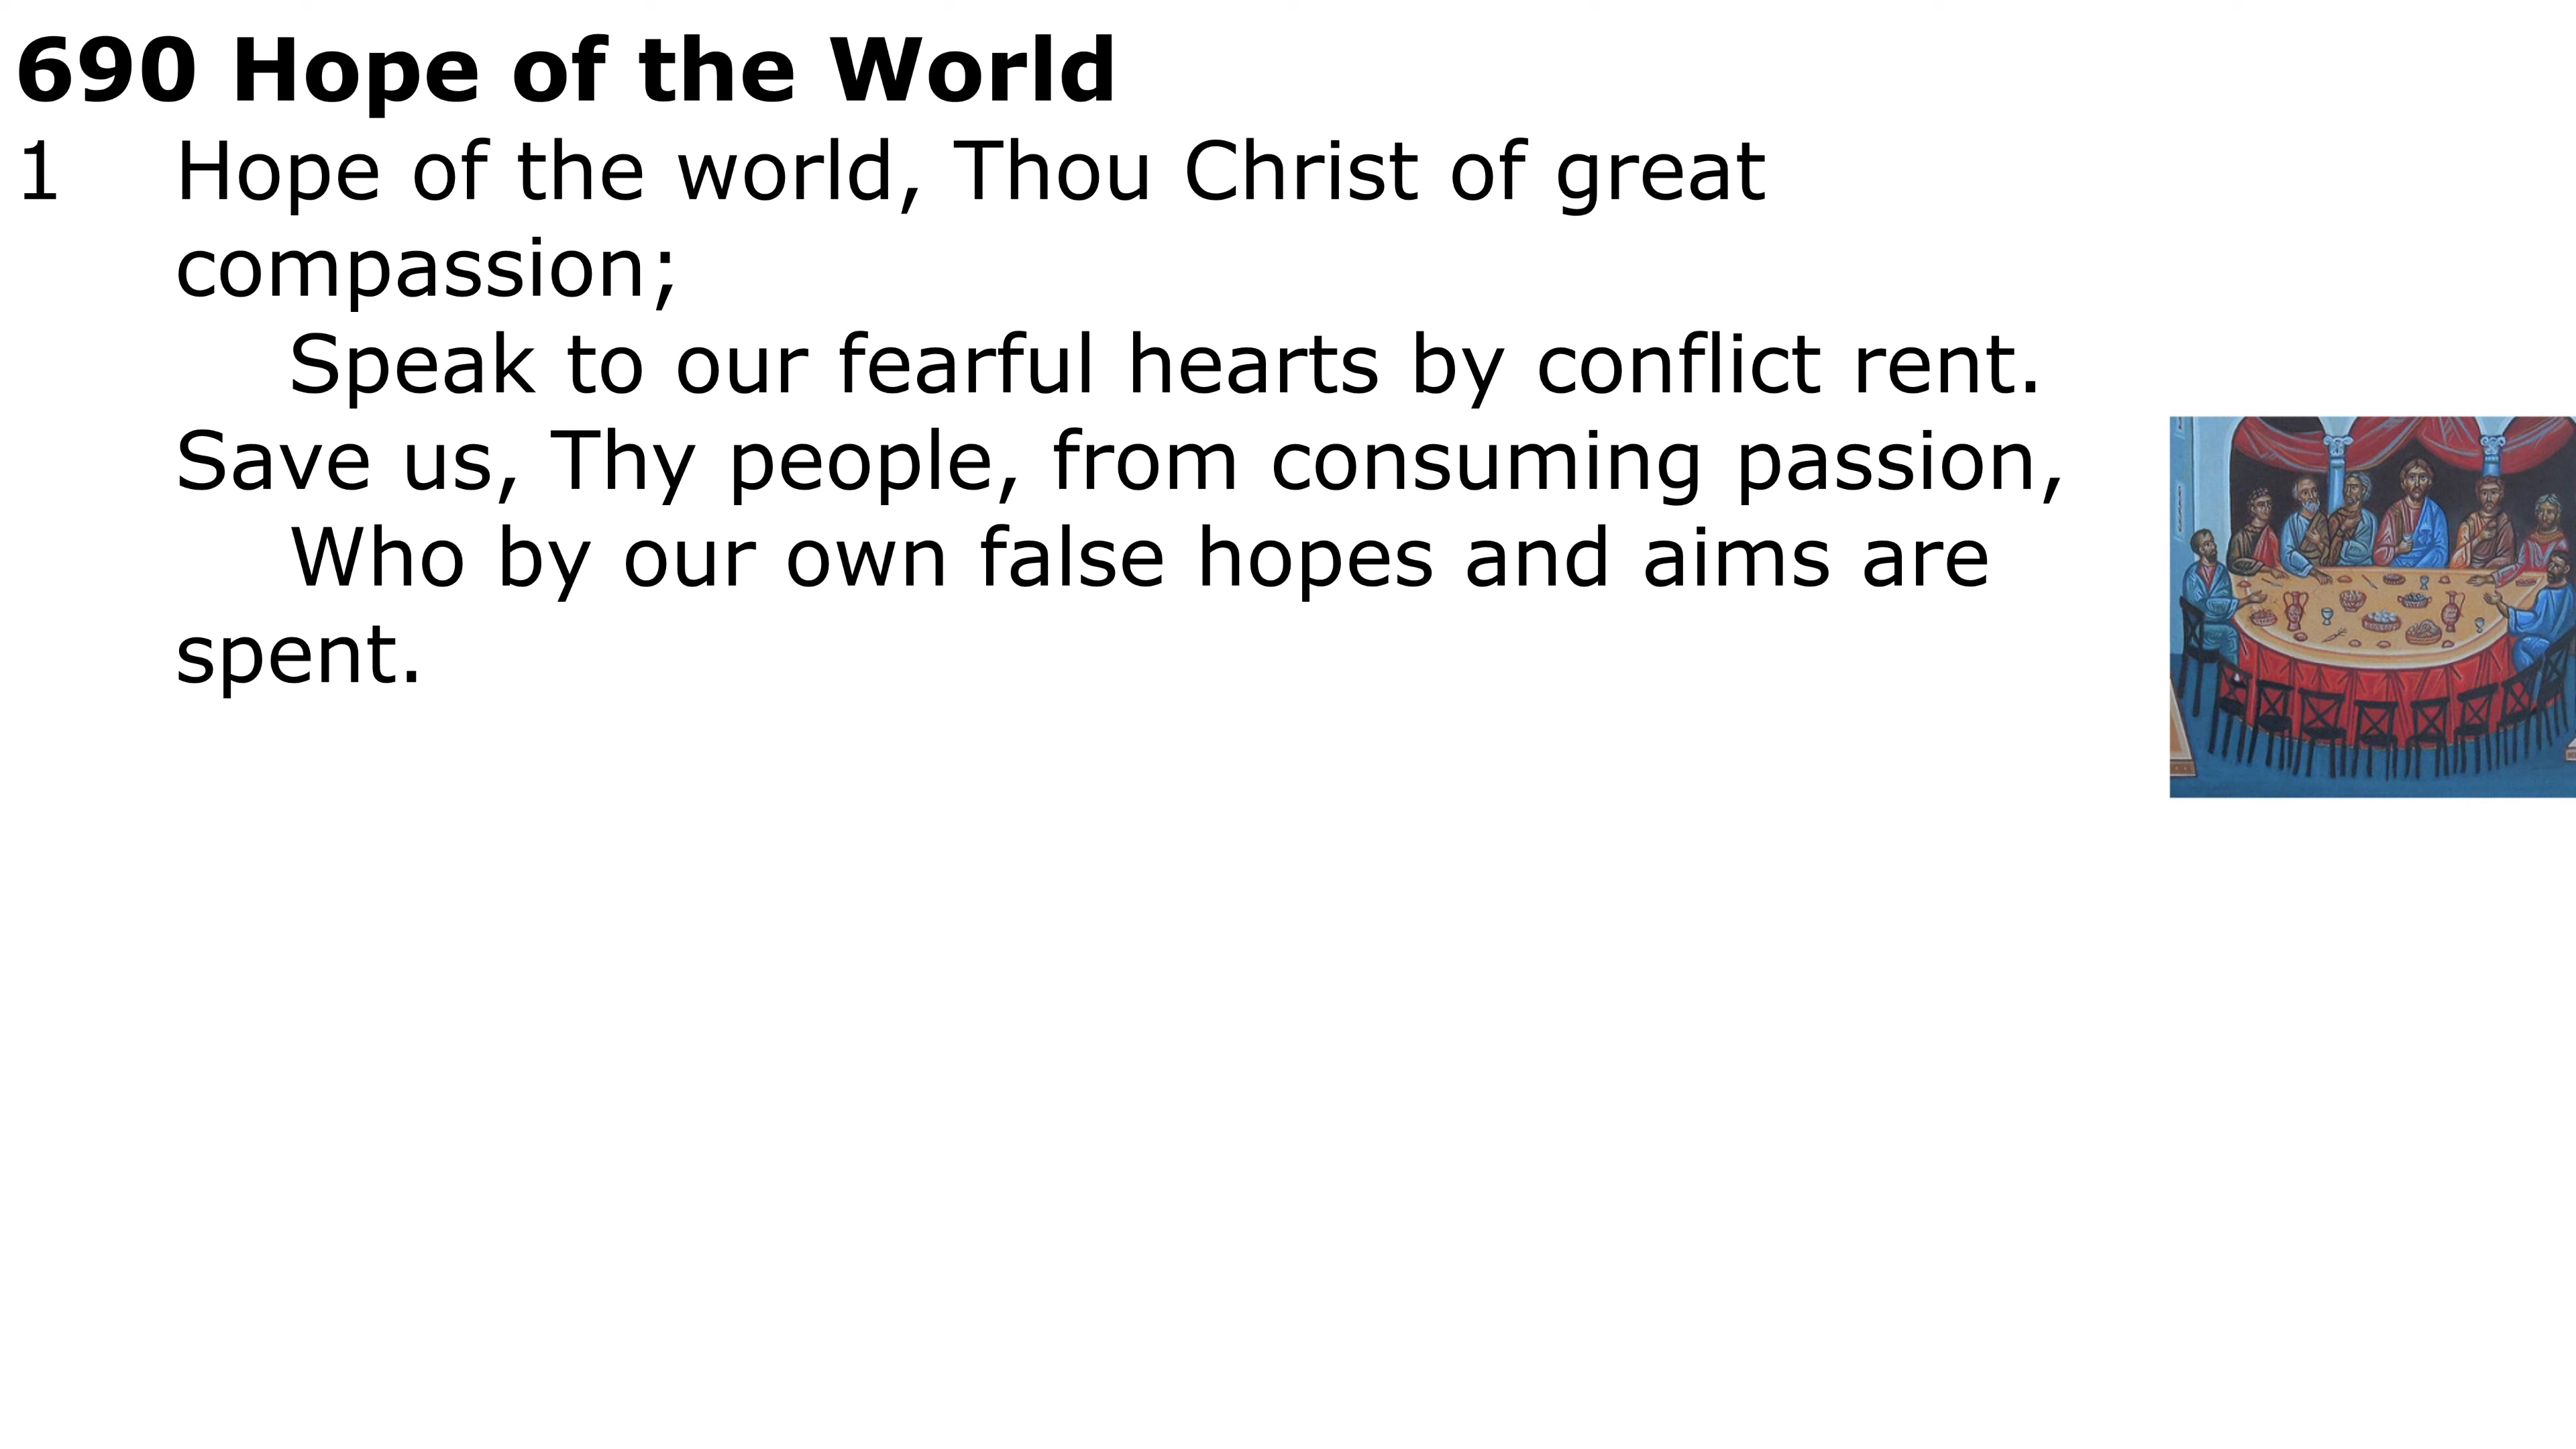 690 Hope of the World
1 Hope of the world, Thou Christ of great
compassion;
Speak to our fearful hearts by conflict rent.
Save us, Thy people, from consuming passion,
Who by our own false hopes and aims are
spent.